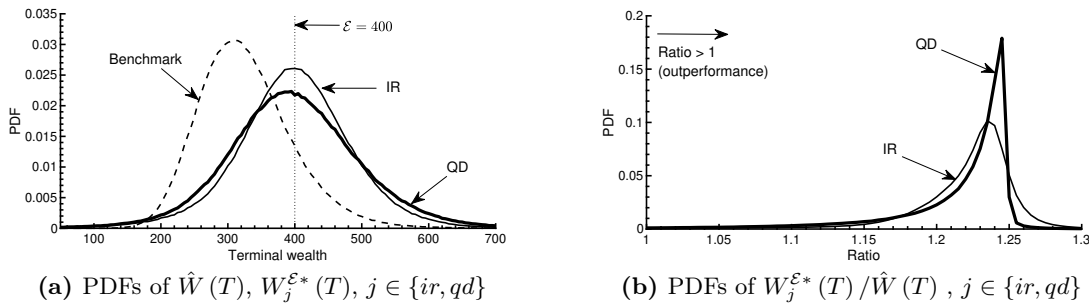 0.035
0.03
0.025
0.02
0.015
0.01
0.005
0
PDF
100 200 300 400 500 600 700
Terminal wealth
Benchmark
ℰ = 400
IR
QD
(a) PDFs of Ŵ (T), W_j^{ℰ*} (T), j ∈ {ir, qd}
0.2
0.15
0.1
0.05
0
PDF
1 1.05 1.1 1.15 1.2 1.25 1.3
Ratio
Ratio > 1
(outperformance)
QD
IR
(b) PDFs of W_j^{ℰ*} (T) /Ŵ (T) , j ∈ {ir, qd}